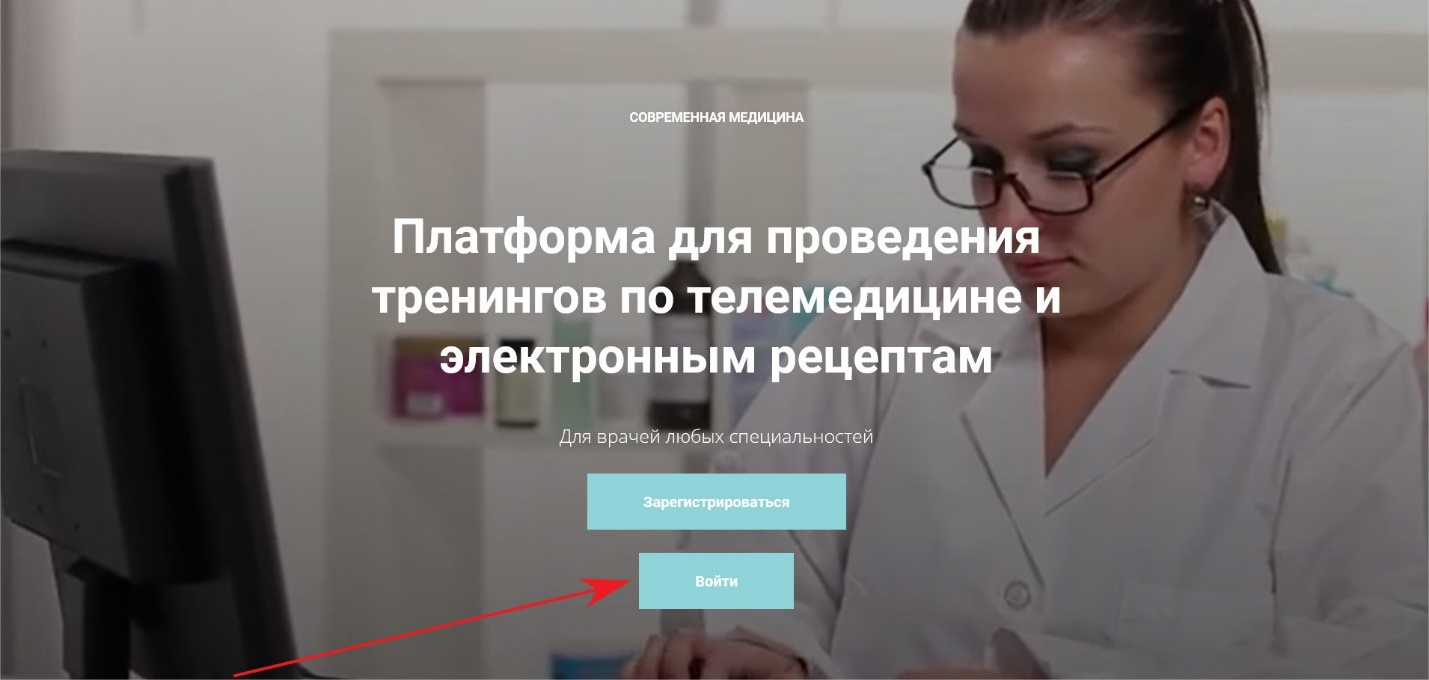 СОВРЕМЕННАЯ МЕДИЦИНА
Платформа для проведения
тренингов по телемедицине и
электронным рецептам
Для врачей любых специальностей
Зарегистрироваться
Войти